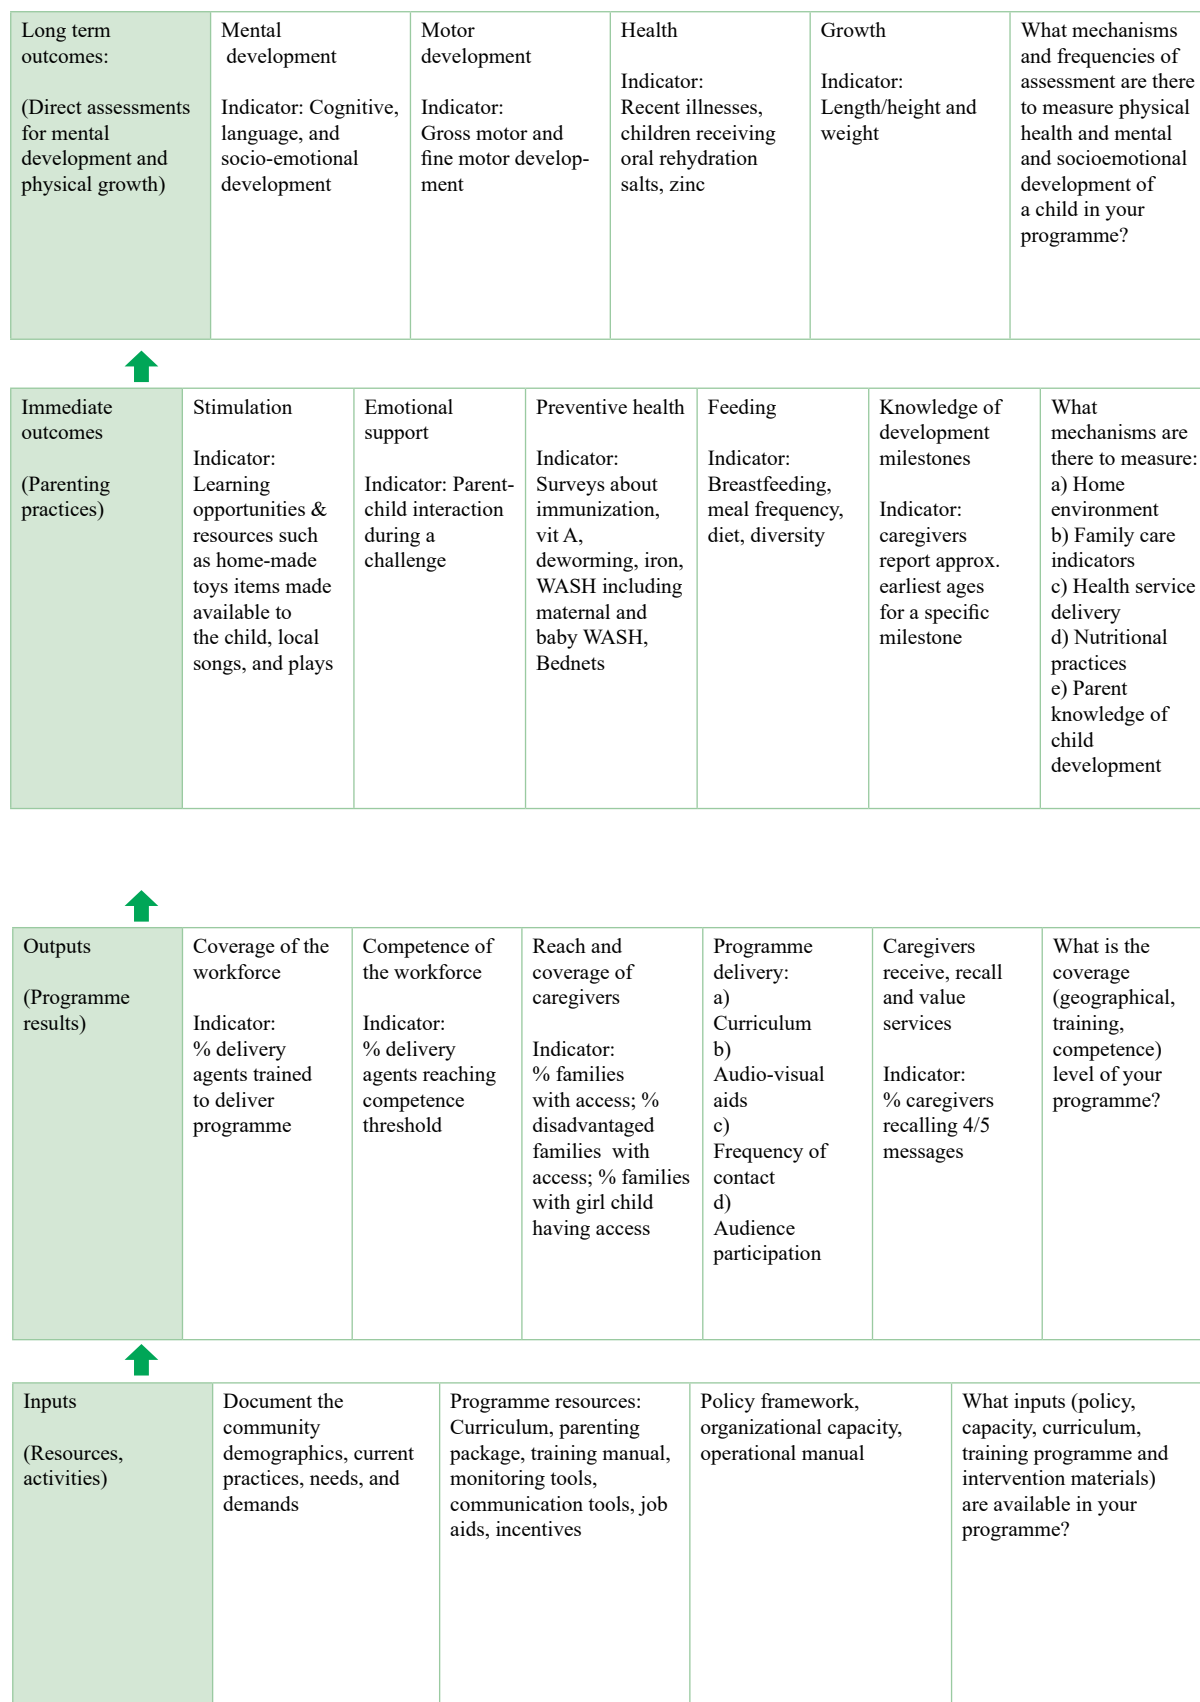 Long term
outcomes:
(Direct assessments
for mental
development and
physical growth)
Mental
development
Indicator: Cognitive,
language, and
socio-emotional
development
Motor
development
Indicator:
Gross motor and
fine motor develop-
ment
Health
Indicator:
Recent illnesses,
children receiving
oral rehydration
salts, zinc
Growth
Indicator:
Length/height and
weight
What mechanisms
and frequencies of
assessment are there
to measure physical
health and mental
and socioemotional
development of
a child in your
programme?
Immediate
outcomes
(Parenting
practices)
Stimulation
Indicator:
Learning
opportunities &
resources such
as home-made
toys items made
available to
the child, local
songs, and plays
Emotional
support
Indicator: Parent-
child interaction
during a
challenge
Preventive health
Indicator:
Surveys about
immunization,
vit A,
deworming, iron,
WASH including
maternal and
baby WASH,
Bednets
Feeding
Indicator:
Breastfeeding,
meal frequency,
diet, diversity
Knowledge of
development
milestones
Indicator:
caregivers
report approx.
earliest ages
for a specific
milestone
What
mechanisms are
there to measure:
a) Home
environment
b) Family care
indicators
c) Health service
delivery
d) Nutritional
practices
e) Parent
knowledge of
child
development
Outputs
(Programme
results)
Coverage of the
workforce
Indicator:
% delivery
agents trained
to deliver
programme
Competence of
the workforce
Indicator:
% delivery
agents reaching
competence
threshold
Reach and
coverage of
caregivers
Indicator:
% families
with access; %
disadvantaged
families with
access; % families
with girl child
having access
Programme
delivery:
a)
Curriculum
b)
Audio-visual
aids
c)
Frequency of
contact
d)
Audience
participation
Caregivers
receive, recall
and value
services
Indicator:
% caregivers
recalling 4/5
messages
What is the
coverage
(geographical,
training,
competence)
level of your
programme?
Inputs
(Resources,
activities)
Document the
community
demographics, current
practices, needs, and
demands
Programme resources:
Curriculum, parenting
package, training manual,
monitoring tools,
communication tools, job
aids, incentives
Policy framework,
organizational capacity,
operational manual
What inputs (policy,
capacity, curriculum,
training programme and
intervention materials)
are available in your
programme?